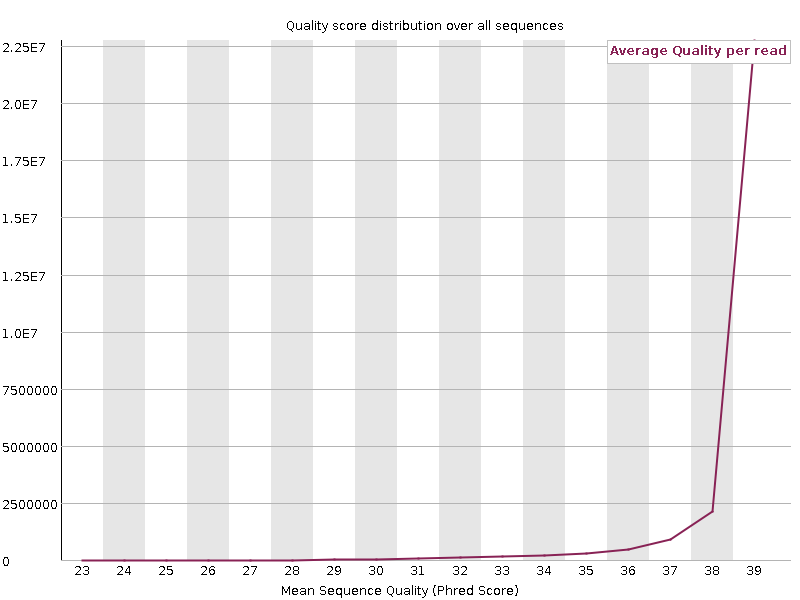 Quality score distribution over all sequences
Average Quality per read
2.25E7
2.0E7
1.75E7
1.5E7
1.25E7
1.0E7
7500000
5000000
2500000
0
23 24 25 26 27 28 29 30 31 32 33 34 35 36 37 38 39
Mean Sequence Quality (Phred Score)